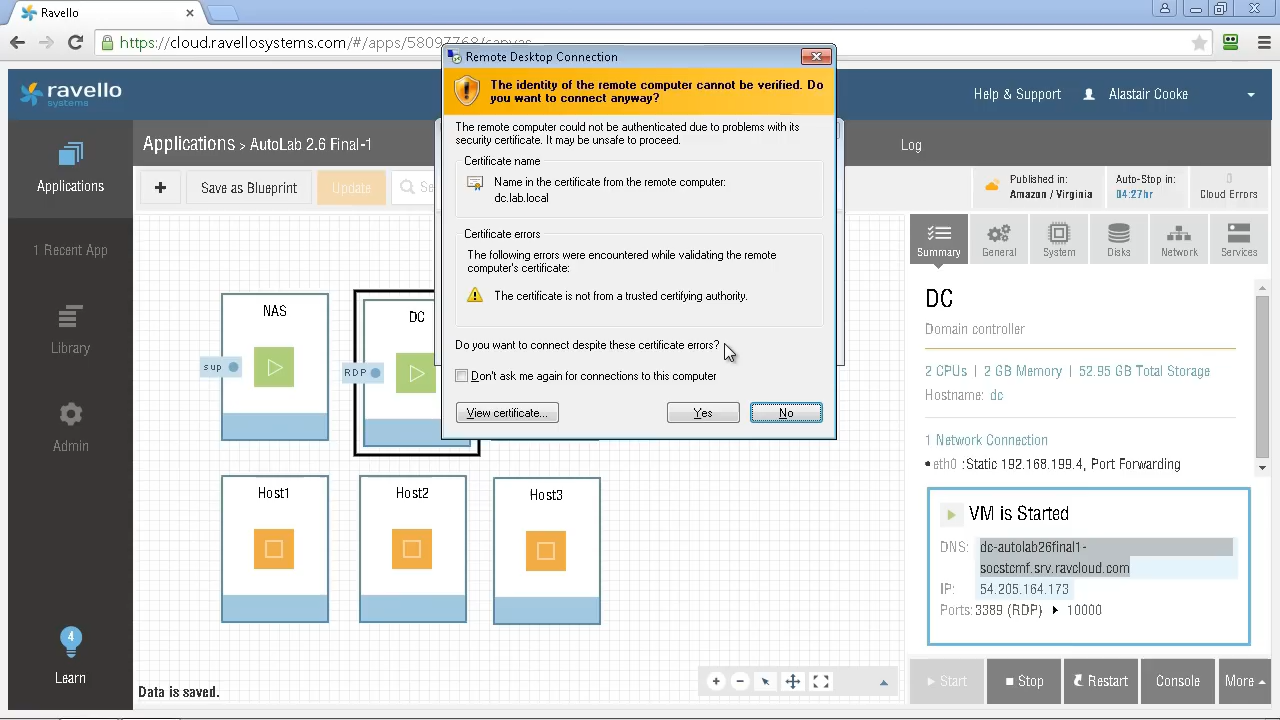 Ravello
https://cloud.ravellosystems.com/#/apps/58097768/canvas
Remote Desktop Connection
The identity of the remote computer cannot be verified. Do
you want to connect anyway?
The remote computer could not be authenticated due to problems with its
security certificate. It may be unsafe to proceed.
Certificate name
Name in the certificate from the remote computer:
dc.lab.local
Certificate errors
The following errors were encountered while validating the remote
computer's certificate:
The certificate is not from a trusted certifying authority.
Do you want to connect despite these certificate errors?
Don't ask me again for connections to this computer
View certificate...
Yes
No
ravello
systems
Help & Support
Alastair Cooke
Applications > AutoLab 2.6 Final-1
Log
Applications
1 Recent App
Library
Admin
4
Learn
Save as Blueprint
Update
Se
Published in:
Amazon / Virginia
Auto-Stop in:
04:27hr
0
Cloud Errors
Summary
General
System
Disks
Network
Services
NAS
sup
DC
RDP
Host1
Host2
Host3
DC
Domain controller
2 CPUs | 2 GB Memory | 52.95 GB Total Storage
Hostname: dc
1 Network Connection
eth0 :Static 192.168.199.4, Port Forwarding
VM is Started
DNS: dc-autolab26final1-
socstcmf.srv.ravcloud.com
IP: 54.205.164.173
Ports: 3389 (RDP) ▶ 10000
Data is saved.
Start
Stop
Restart
Console
More